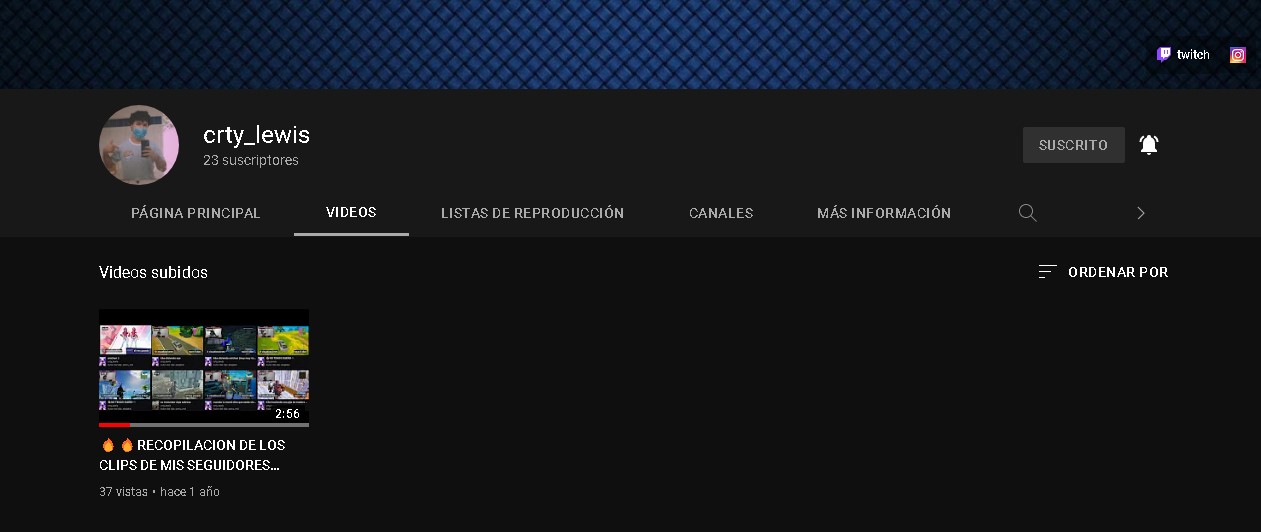 twitch
crty_lewis
23 suscriptores
SUSCRITO
PÁGINA PRINCIPAL
VIDEOS
LISTAS DE REPRODUCCIÓN
CANALES
MÁS INFORMACIÓN
Videos subidos
ORDENAR POR
2:56
🔥 🔥 RECOPILACION DE LOS
CLIPS DE MIS SEGUIDORES...
37 vistas • hace 1 año